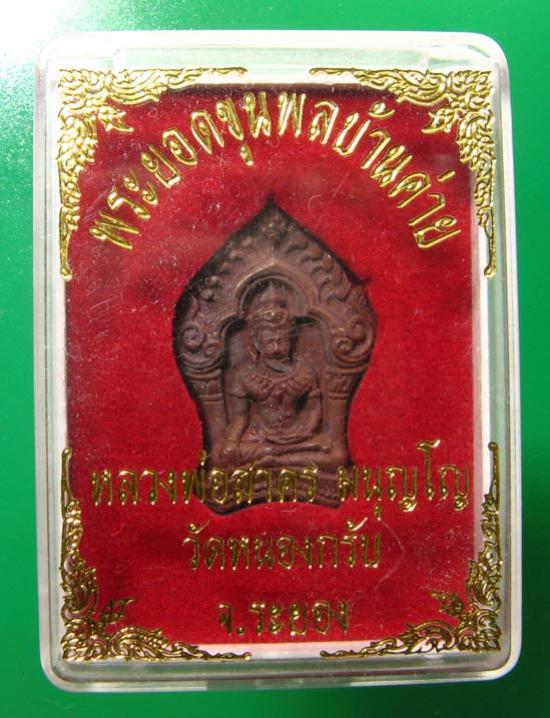 พระยอดขุนพลบ้านค่าย
หลวงพ่อสาคร มนุญโญ
วัดหนองกรับ
จ.ระยอง